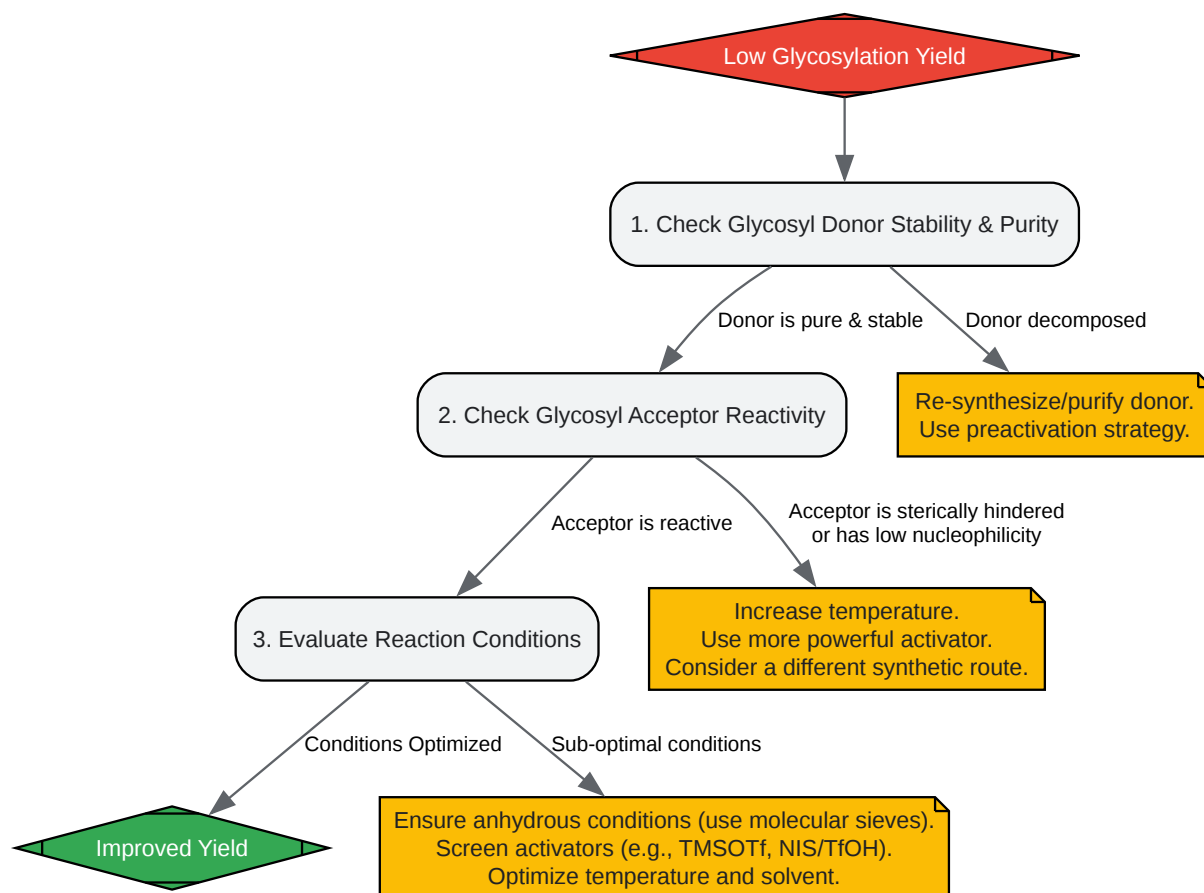 Low Glycosylation Yield
1. Check Glycosyl Donor Stability & Purity
Donor is pure & stable
Donor decomposed
2. Check Glycosyl Acceptor Reactivity
Re-synthesize/purify donor.
Use preactivation strategy.
Acceptor is reactive
Acceptor is sterically hindered
or has low nucleophilicity
3. Evaluate Reaction Conditions
Increase temperature.
Use more powerful activator.
Consider a different synthetic route.
Conditions Optimized
Sub-optimal conditions
Improved Yield
Ensure anhydrous conditions (use molecular sieves).
Screen activators (e.g., TMSOTf, NIS/TfOH).
Optimize temperature and solvent.